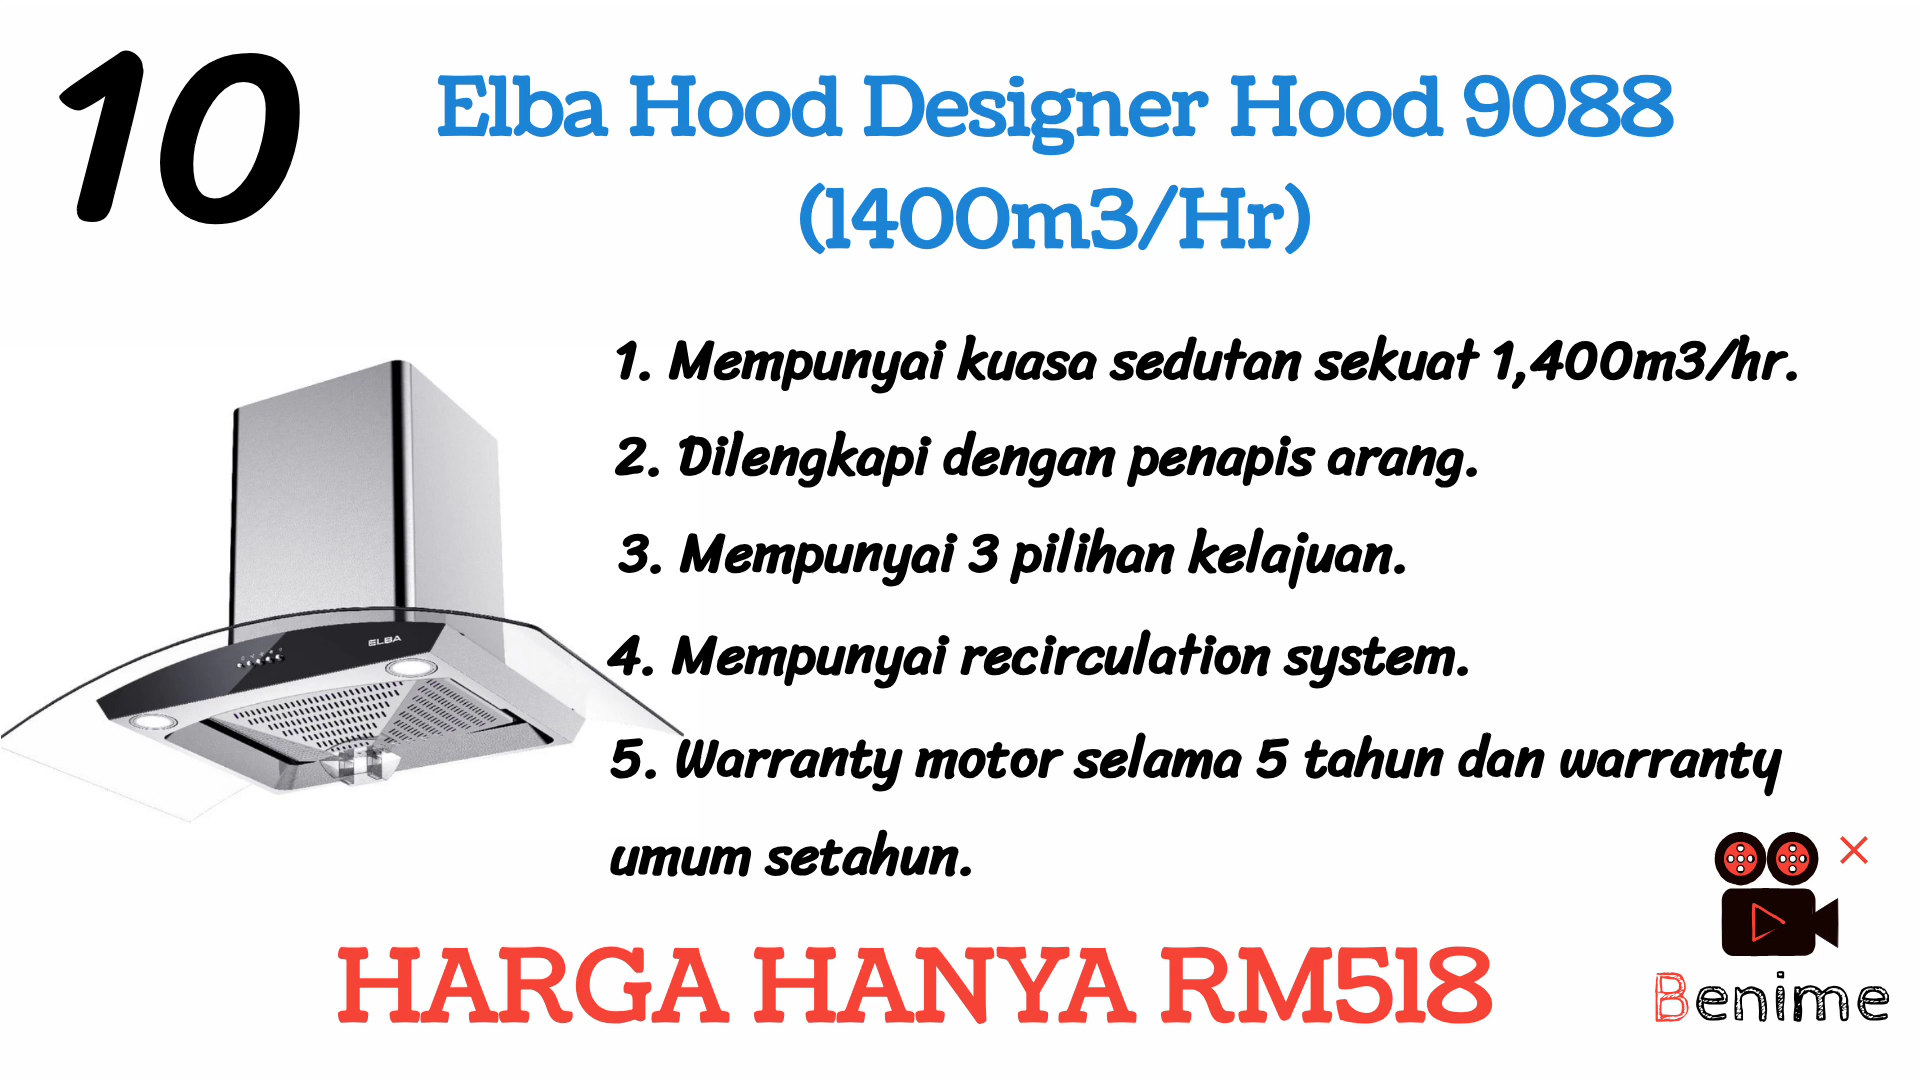 10
Elba Hood Designer Hood 9088
(1400m3/Hr)
1. Mempunyai kuasa sedutan sekuat 1,400m3/hr.
2. Dilengkapi dengan penapis arang.
3. Mempunyai 3 pilihan kelajuan.
ELBA
4. Mempunyai recirculation system.
5. Warranty motor selama 5 tahun dan warranty
umum setahun.
HARGA HANYA RM518
Benime